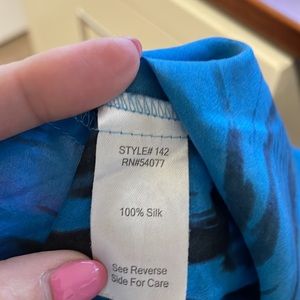 STYLE# 142
RN#54077
100% Silk
See Reverse
Side For Care